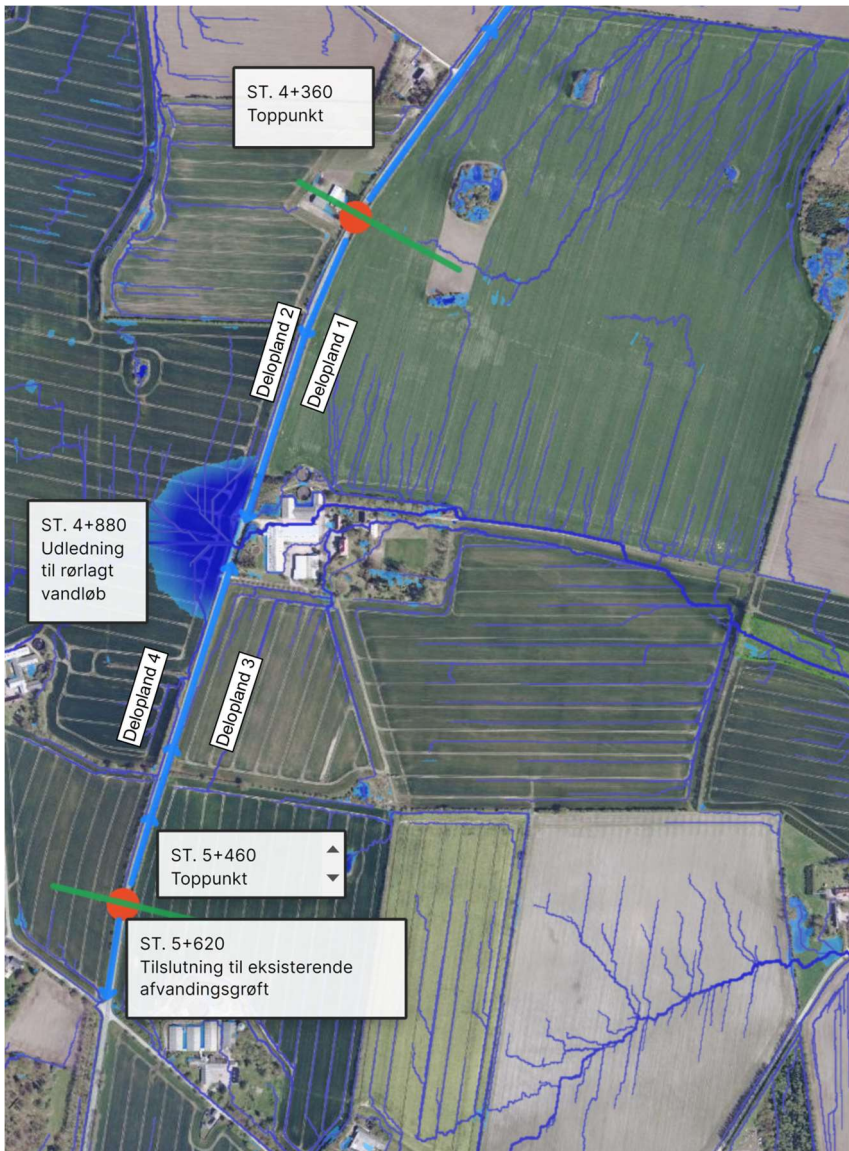 ST. 4+360
Toppunkt
Delopland 2
Delopland 1
ST. 4+880
Udledning
til rørlagt
vandløb
Delopland 4
Delopland 3
ST. 5+460
Toppunkt
ST. 5+620
Tilslutning til eksisterende
afvandingsgrøft